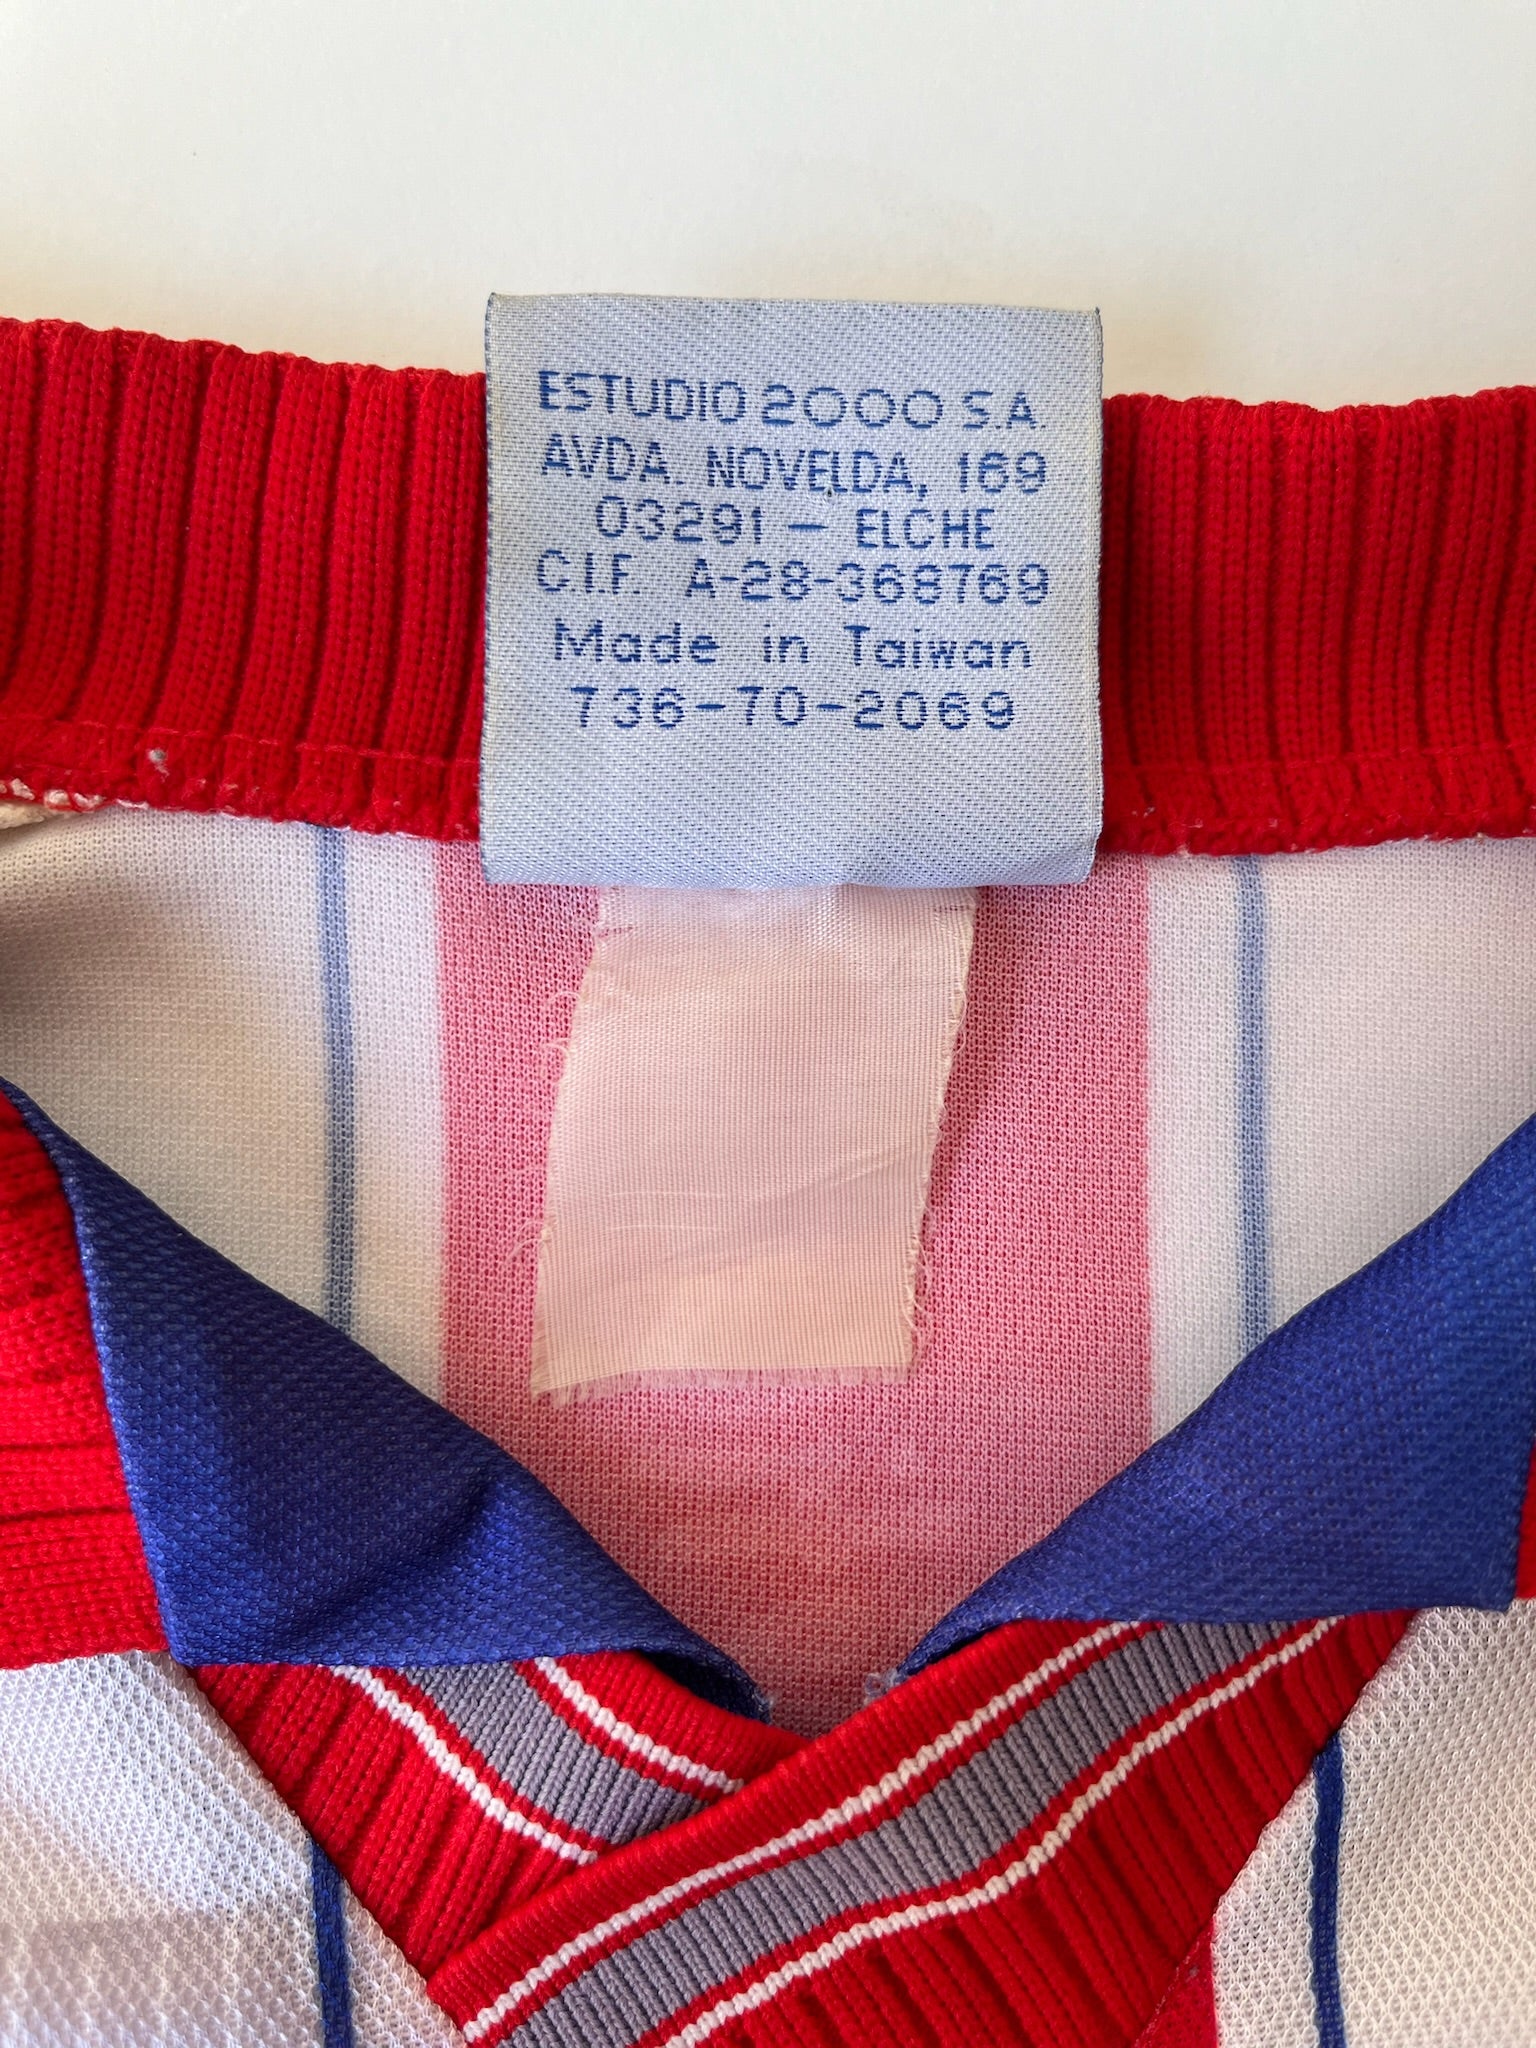 ESTUDIO 2000 S.A.
AVDA. NOVELDA, 169
03291 - ELCHE
C.I.F. A-28-368769
Made in Taiwan
736-70-2069